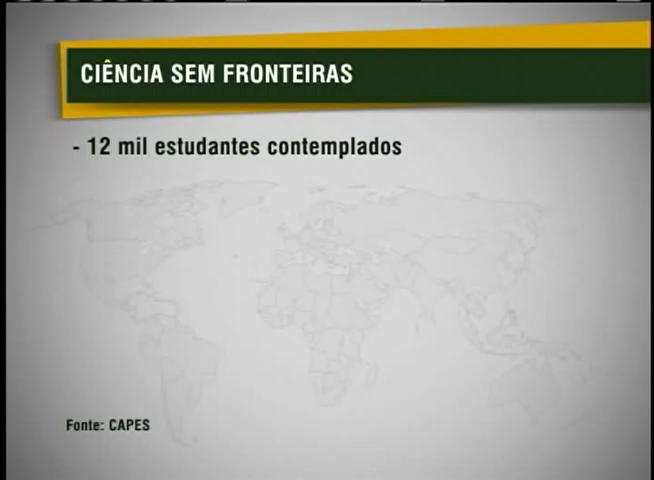 CIÊNCIA SEM FRONTEIRAS
- 12 mil estudantes contemplados
Fonte: CAPES